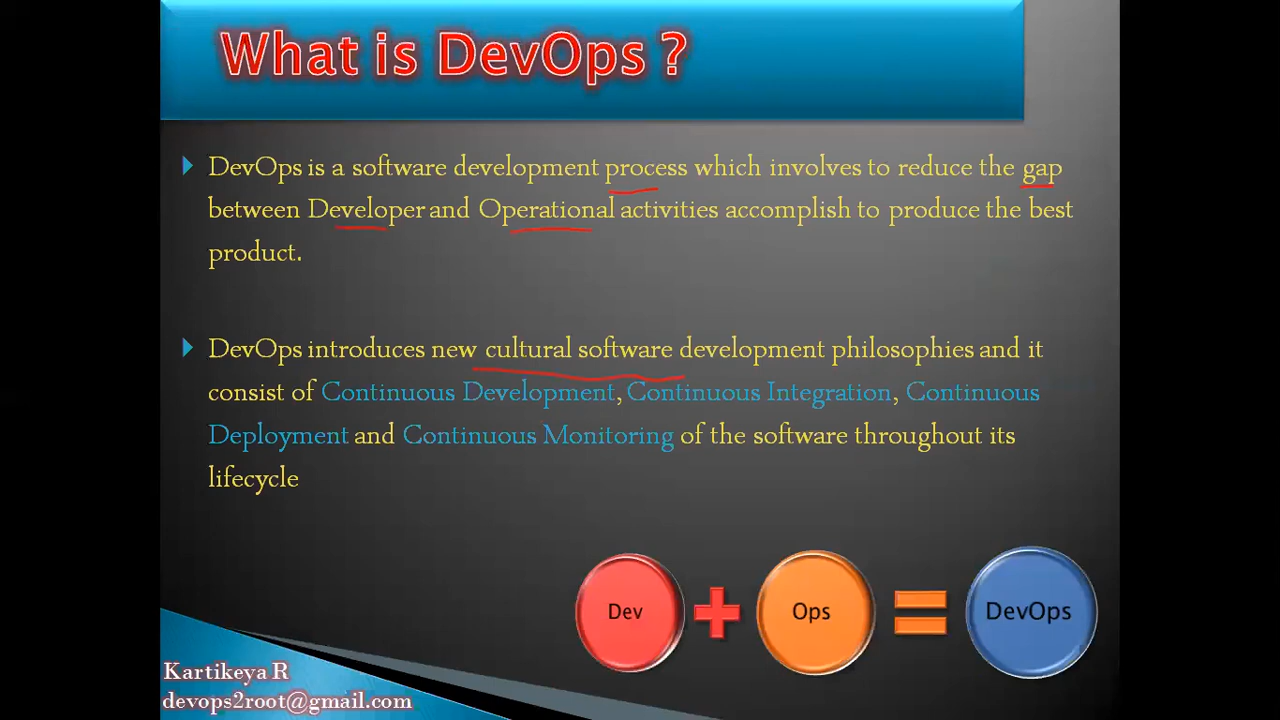 What is DevOps ?
DevOps is a software development process which involves to reduce the gap
between Developer and Operational activities accomplish to produce the best
product.
DevOps introduces new cultural software development philosophies and it
consist of Continuous Development, Continuous Integration, Continuous
Deployment and Continuous Monitoring of the software throughout its
lifecycle
Dev + Ops = DevOps
Kartikeya R
devops2root@gmail.com